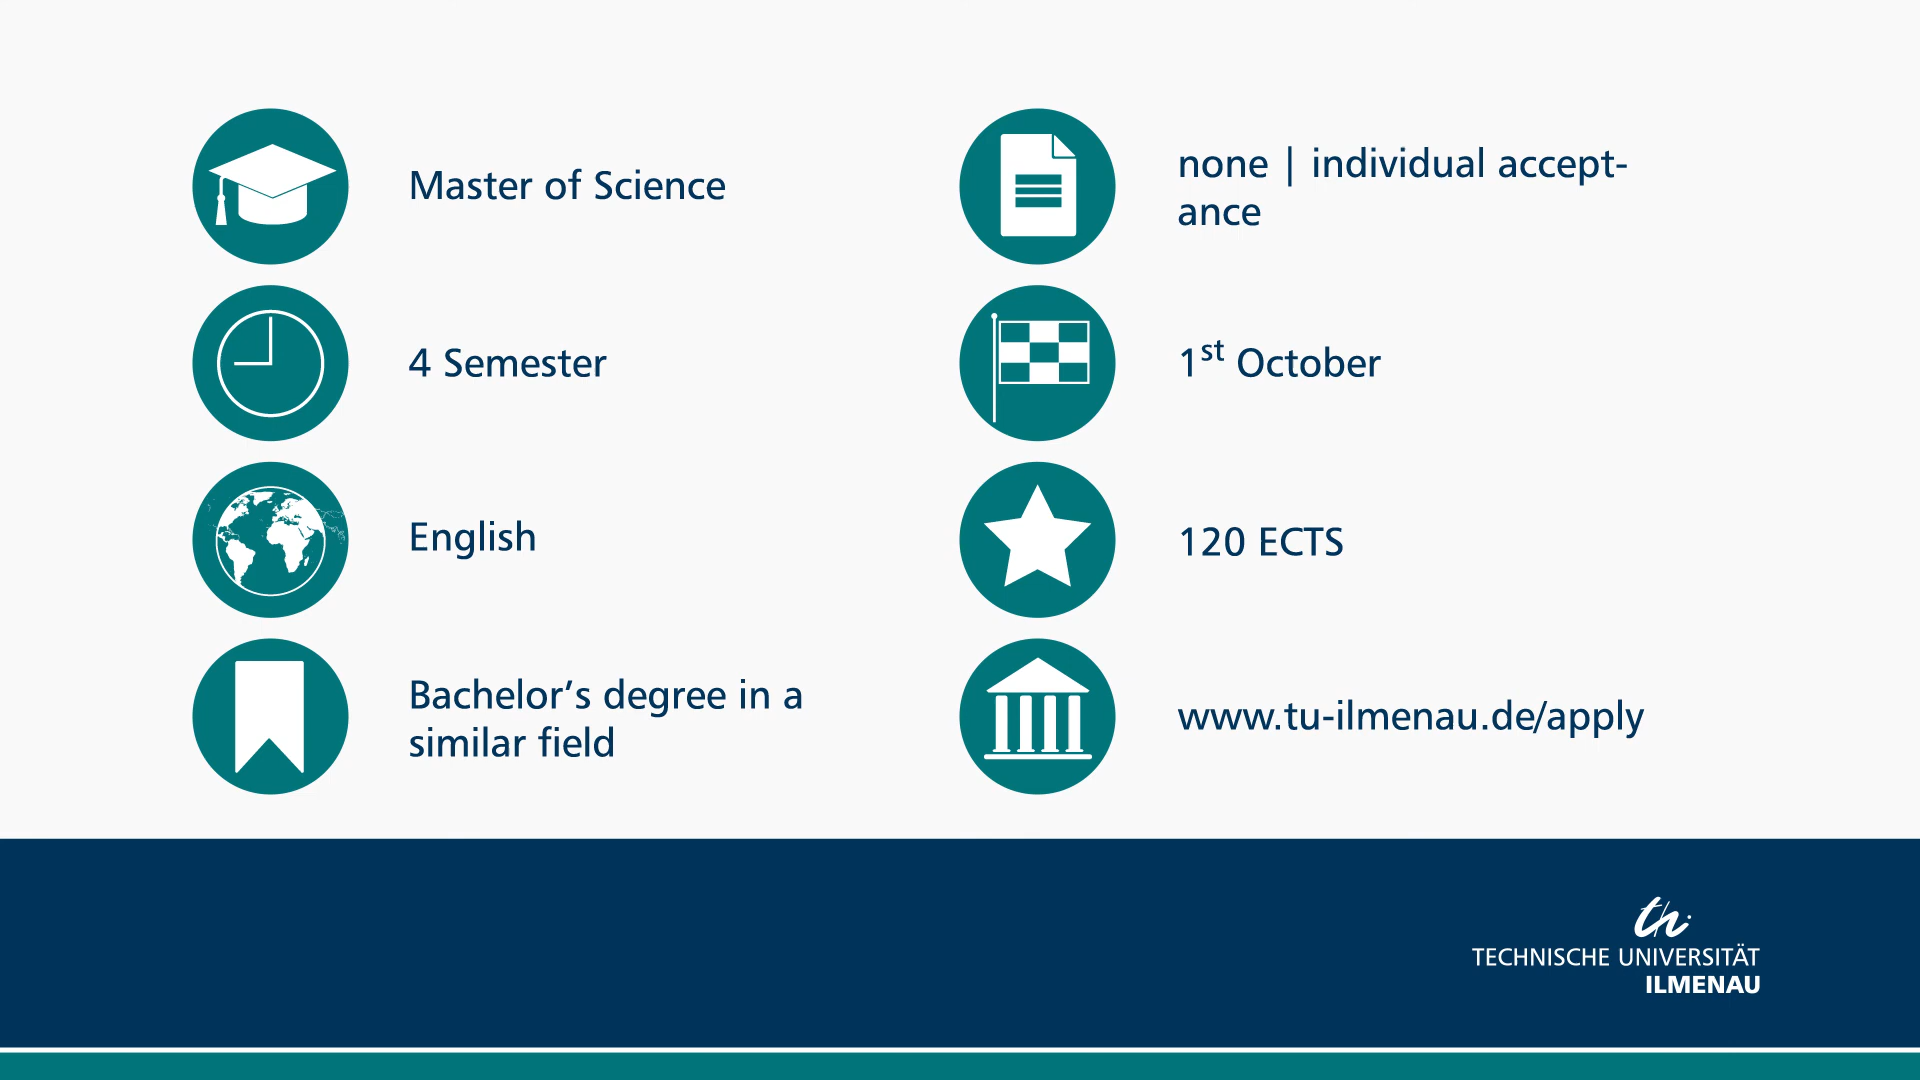 Master of Science
4 Semester
English
Bachelor’s degree in a
similar field
none | individual accept-
ance
1st October
120 ECTS
www.tu-ilmenau.de/apply
th
TECHNISCHE UNIVERSITÄT
ILMENAU